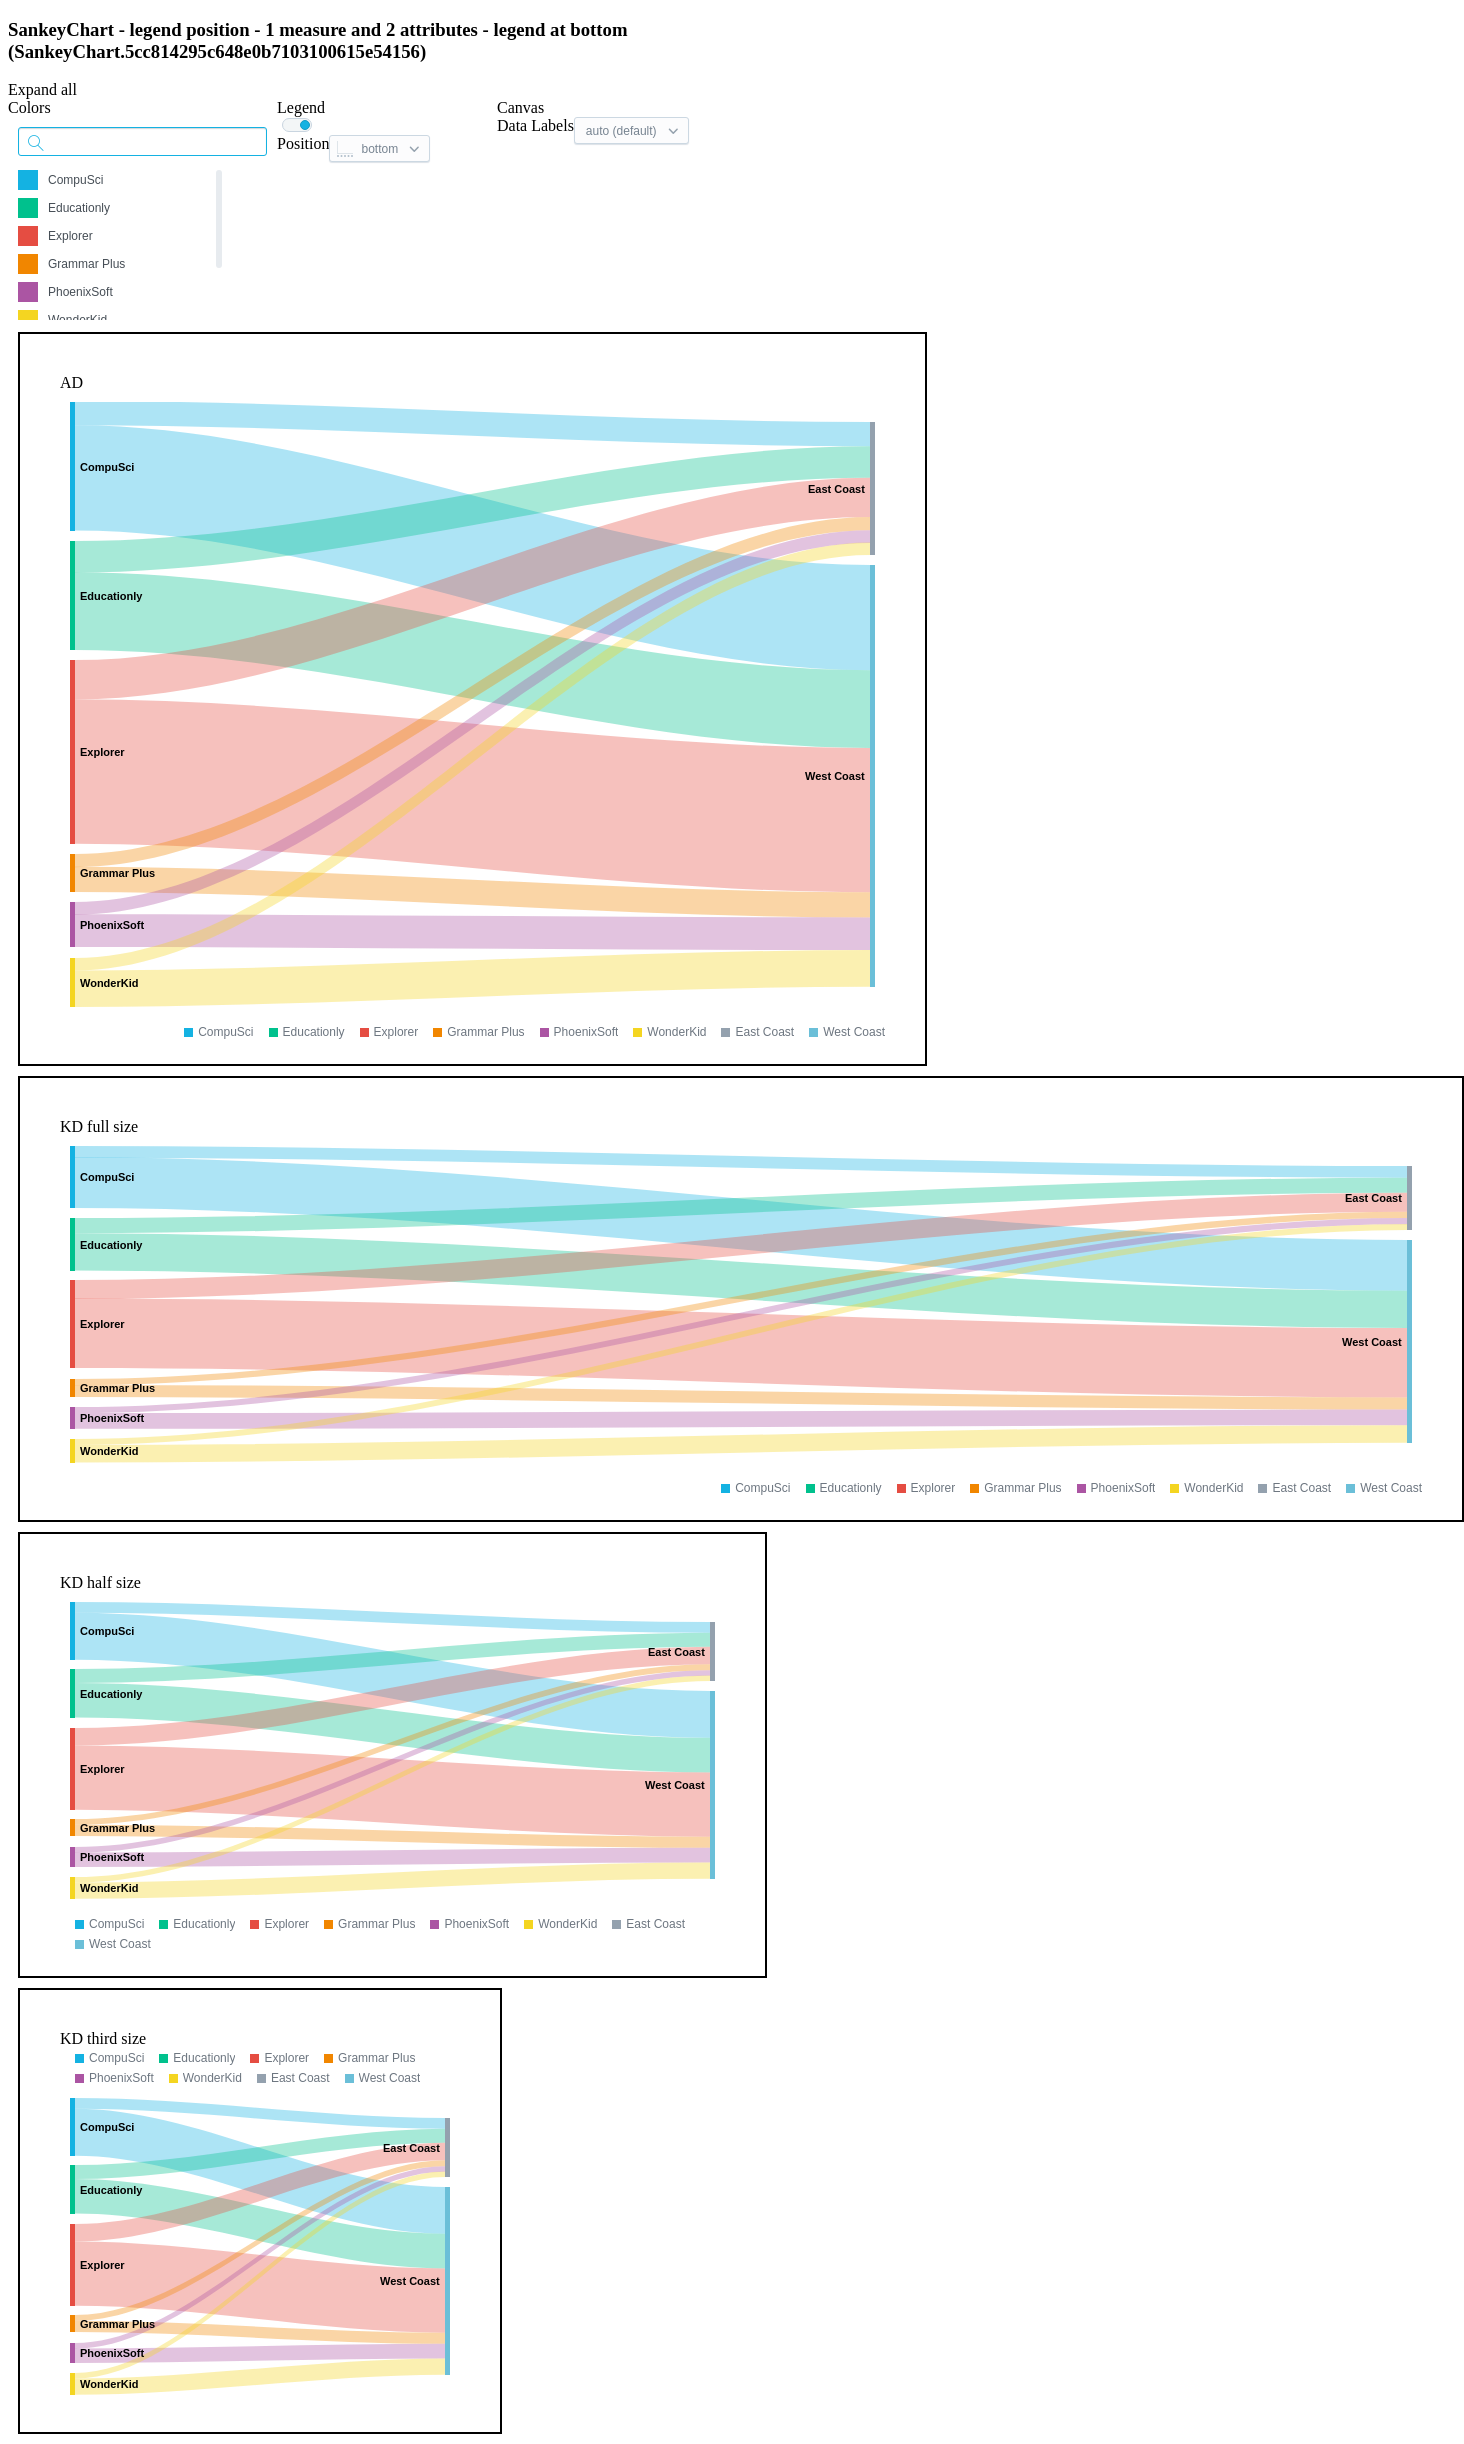 SankeyChart - legend position - 1 measure and 2 attributes - legend at bottom
(SankeyChart.5cc814295c648e0b7103100615e54156)
Expand all
Colors
CompuSci
Educationly
Explorer
Grammar Plus
PhoenixSoft
WonderKid
Legend
Position bottom
Canvas
Data Labels auto (default)
AD
CompuSci
East Coast
Educationly
Explorer
West Coast
Grammar Plus
PhoenixSoft
WonderKid
CompuSci Educationly Explorer Grammar Plus PhoenixSoft WonderKid East Coast West Coast
KD full size
CompuSci
East Coast
Educationly
Explorer
West Coast
Grammar Plus
PhoenixSoft
WonderKid
CompuSci Educationly Explorer Grammar Plus PhoenixSoft WonderKid East Coast West Coast
KD half size
CompuSci
East Coast
Educationly
Explorer
West Coast
Grammar Plus
PhoenixSoft
WonderKid
CompuSci Educationly Explorer Grammar Plus PhoenixSoft WonderKid East Coast
West Coast
KD third size
CompuSci Educationly Explorer Grammar Plus
PhoenixSoft WonderKid East Coast West Coast
CompuSci
East Coast
Educationly
Explorer
West Coast
Grammar Plus
PhoenixSoft
WonderKid